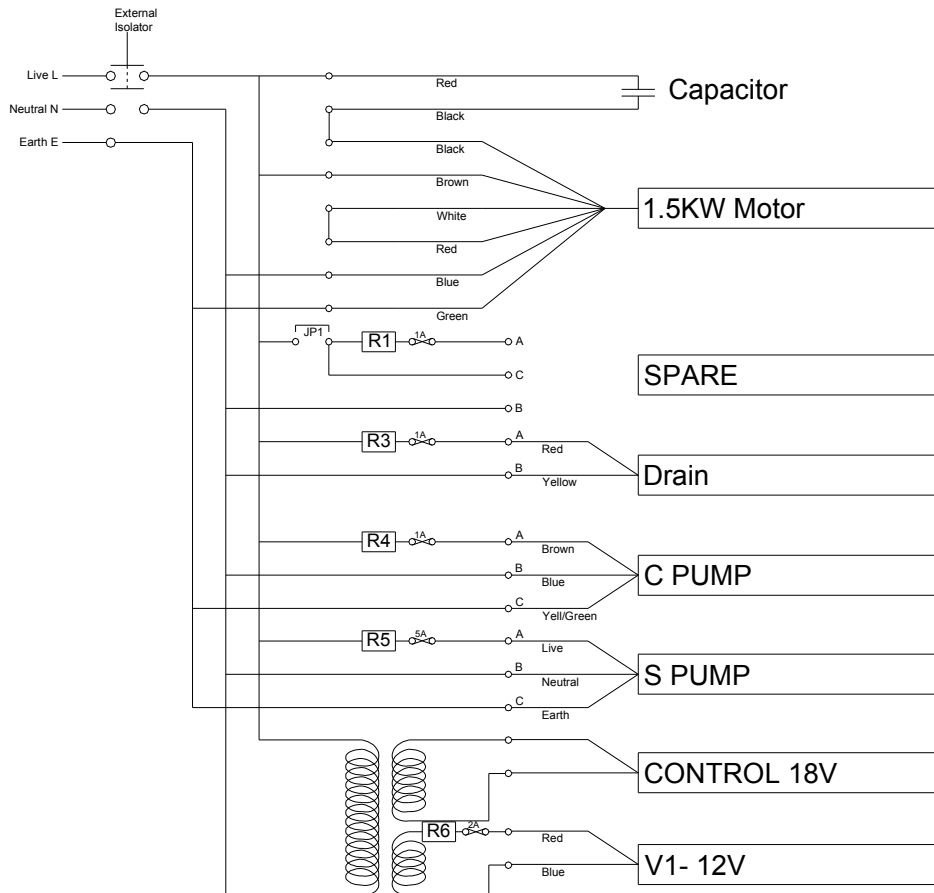 External
Isolator
Live L
Red
Capacitor
Neutral N
Black
Earth E
Black
Brown
1.5KW Motor
White
Red
Blue
Green
JP1
R1
1A
A
C
SPARE
B
R3
1A
A
Red
Drain
B
Yellow
R4
1A
A
Brown
C PUMP
B
Blue
C
Yell/Green
R5
5A
A
Live
S PUMP
B
Neutral
C
Earth
CONTROL 18V
R6
2A
Red
V1- 12V
Blue